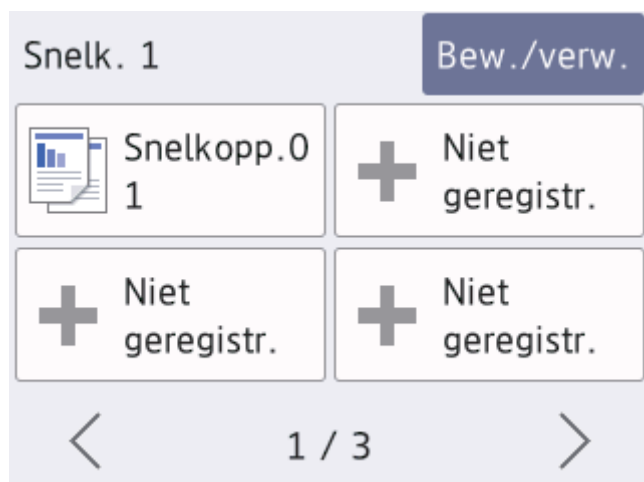 Snelk. 1
Bew./verw.
Snelkopp.0
1
Niet
geregistr.
Niet
geregistr.
Niet
geregistr.
1 / 3